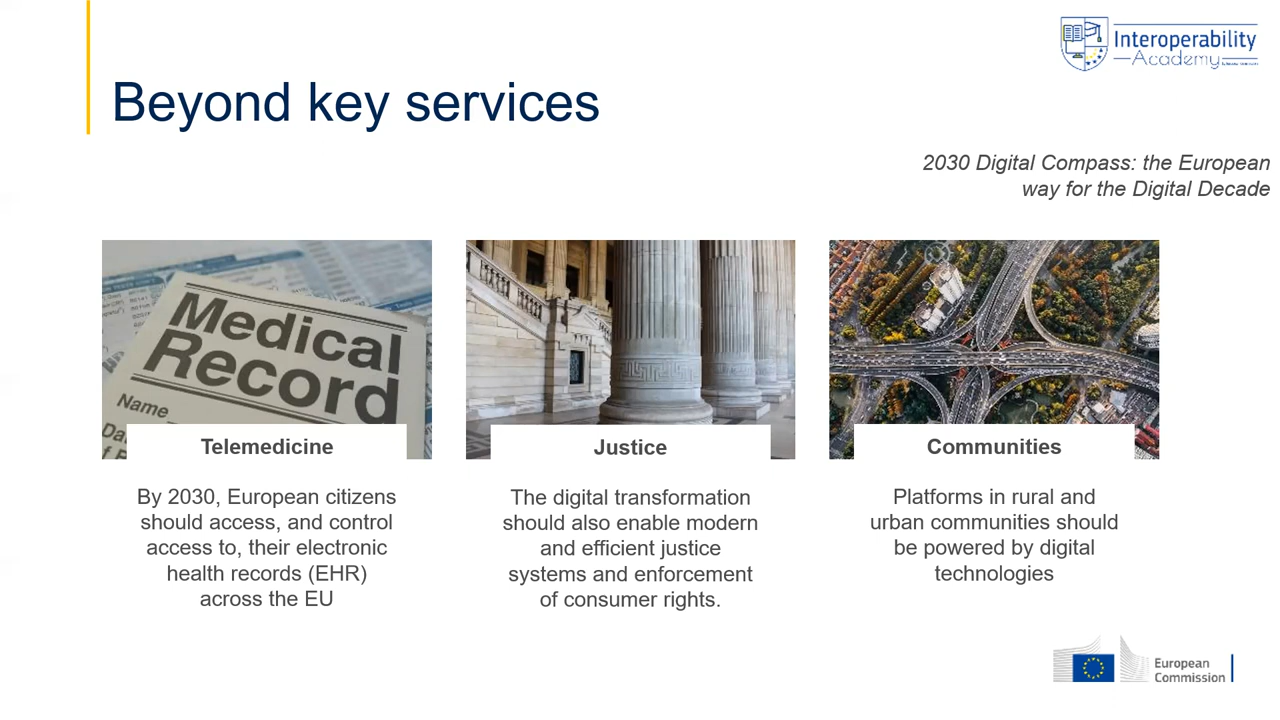 Interoperability
Academy
Beyond key services
2030 Digital Compass: the European
way for the Digital Decade
Medical
Record
Name
Telemedicine
By 2030, European citizens
should access, and control
access to, their electronic
health records (EHR)
across the EU
Justice
The digital transformation
should also enable modern
and efficient justice
systems and enforcement
of consumer rights.
Communities
Platforms in rural and
urban communities should
be powered by digital
technologies
European
Commission